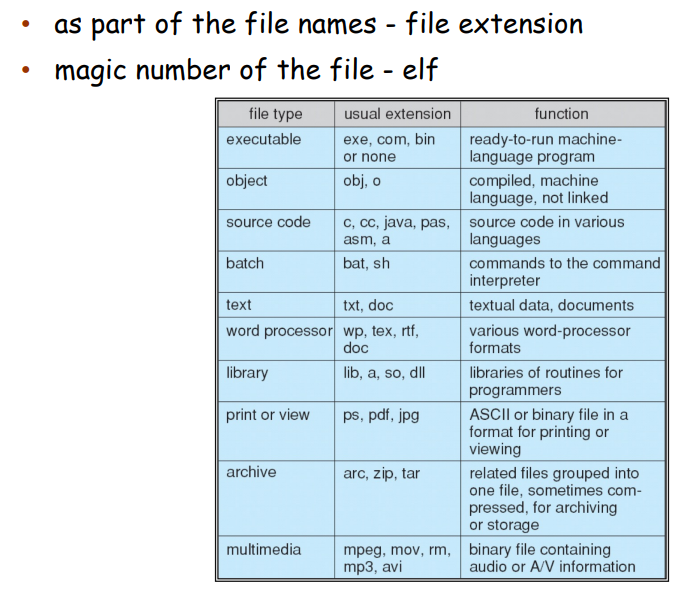 • as part of the file names - file extension
• magic number of the file - elf
file type usual extension function
executable exe, com, bin ready-to-run machine-
or none language program
object obj, o compiled, machine
language, not linked
source code c, cc, java, pas, source code in various
asm, a languages
batch bat, sh commands to the command
interpreter
text txt, doc textual data, documents
word processor wp, tex, rtf, various word-processor
doc formats
library lib, a, so, dll libraries of routines for
programmers
print or view ps, pdf, jpg ASCII or binary file in a
format for printing or
viewing
archive arc, zip, tar related files grouped into
one file, sometimes com-
pressed, for archiving
or storage
multimedia mpeg, mov, rm, binary file containing
mp3, avi audio or A/V information